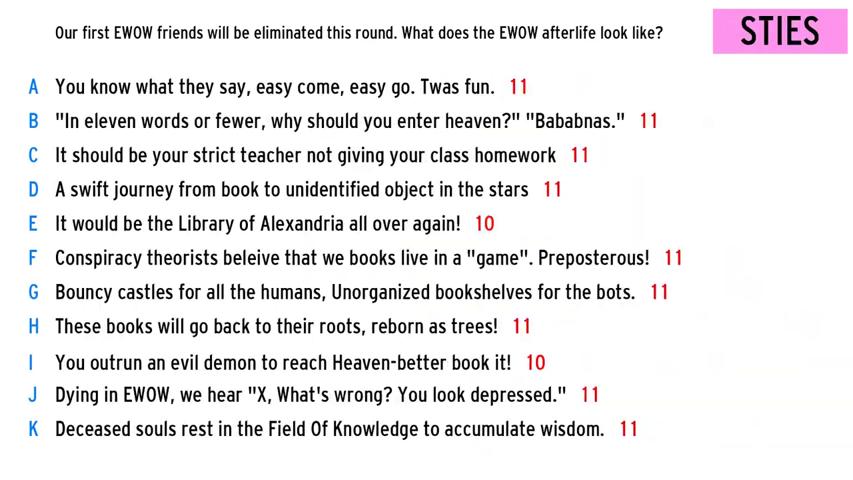 Our first EWOW friends will be eliminated this round. What does the EWOW afterlife look like?
STIES
A You know what they say, easy come, easy go. Twas fun. 11
B "In eleven words or fewer, why should you enter heaven?" "Bababnas." 11
C It should be your strict teacher not giving your class homework 11
D A swift journey from book to unidentified object in the stars 11
E It would be the Library of Alexandria all over again! 10
F Conspiracy theorists beleive that we books live in a "game". Preposterous! 11
G Bouncy castles for all the humans, Unorganized bookshelves for the bots. 11
H These books will go back to their roots, reborn as trees! 11
I You outrun an evil demon to reach Heaven-better book it! 10
J Dying in EWOW, we hear "X, What's wrong? You look depressed." 11
K Deceased souls rest in the Field Of Knowledge to accumulate wisdom. 11